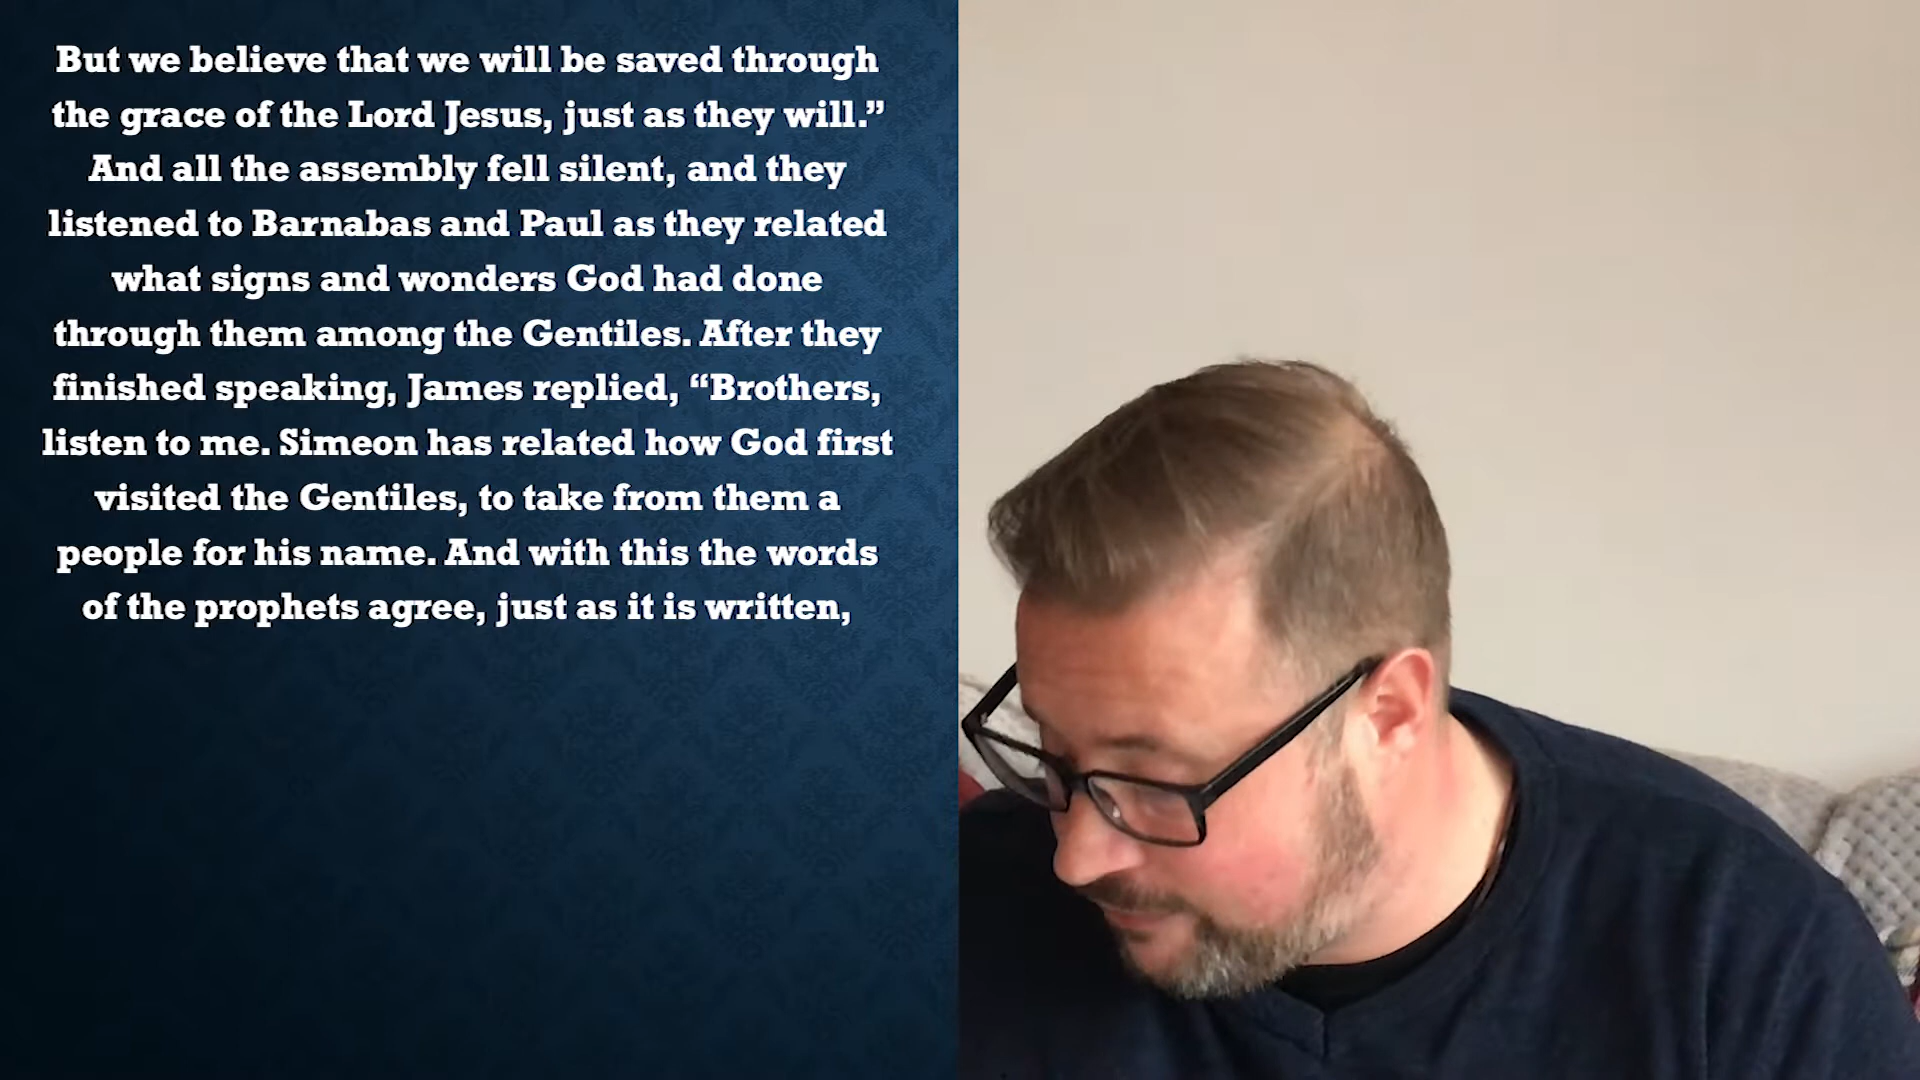 But we believe that we will be saved through
the grace of the Lord Jesus, just as they will.”
And all the assembly fell silent, and they
listened to Barnabas and Paul as they related
what signs and wonders God had done
through them among the Gentiles. After they
finished speaking, James replied, “Brothers,
listen to me. Simeon has related how God first
visited the Gentiles, to take from them a
people for his name. And with this the words
of the prophets agree, just as it is written,